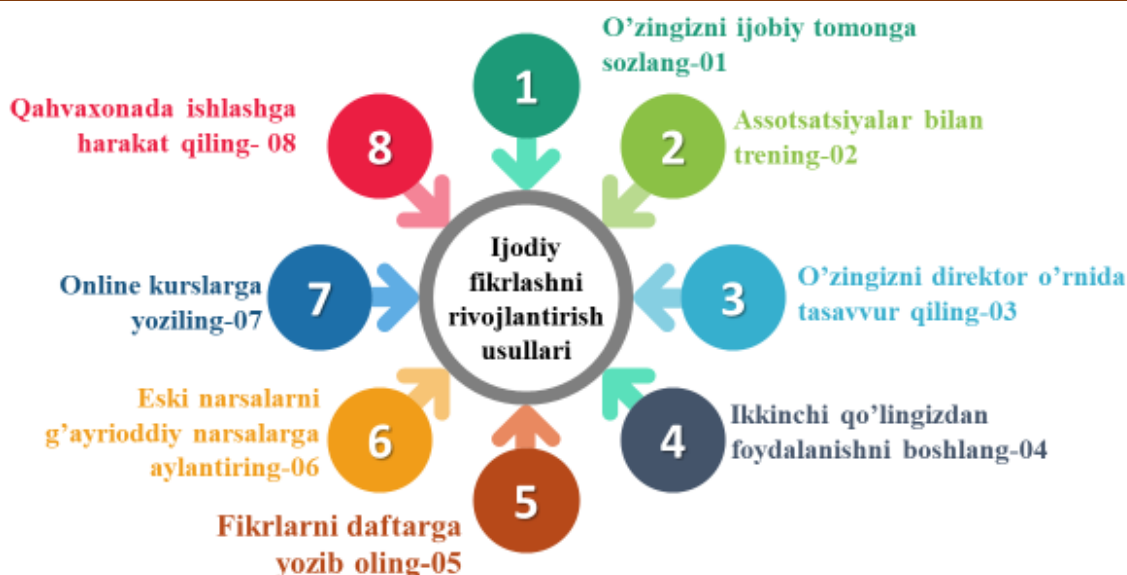 Ijodiy
fikrlashni
rivojlantirish
usullari
1
O’zingizni ijobiy tomonga
sozlang-01
2
Assotsatsiyalar bilan
trening-02
3
O’zingizni direktor o’rnida
tasavvur qiling-03
4
Ikkinchi qo’lingizdan
foydalanishni boshlang-04
5
Fikrlarni daftarga
yozib oling-05
6
Eski narsalarni
g’ayrioddiy narsalarga
aylantiring-06
7
Online kurslarga
yoziling-07
8
Qahvaxonada ishlashga
harakat qiling- 08